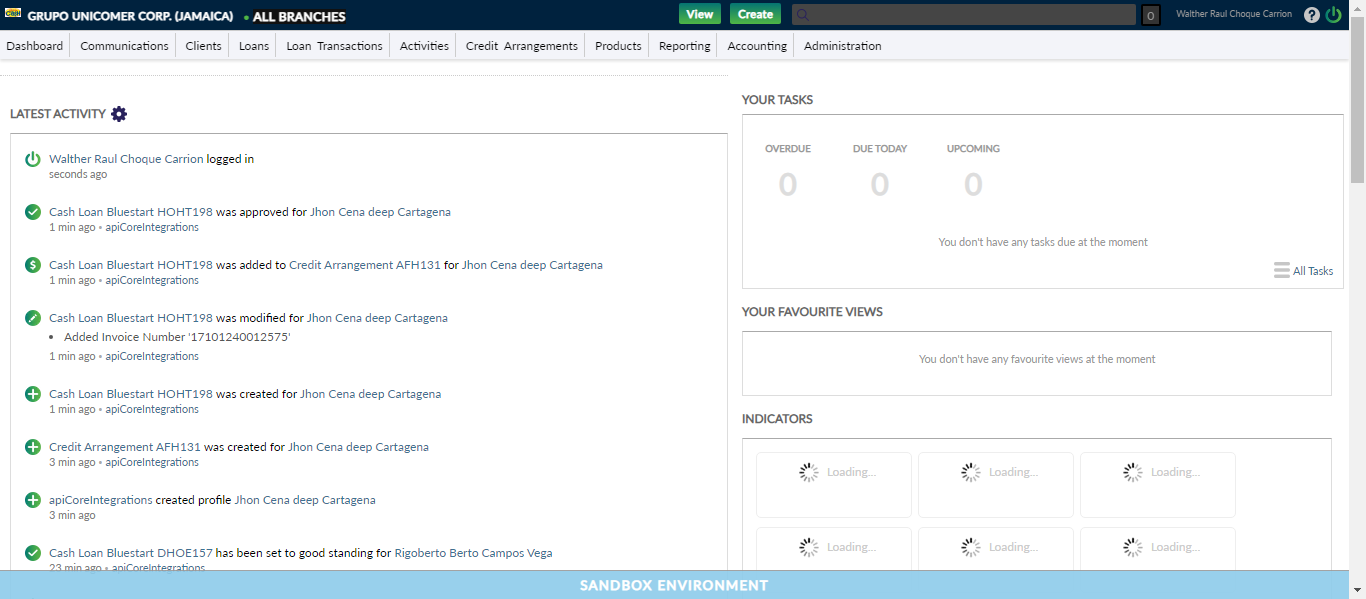 CASH
GRUPO UNICOMER CORP. (JAMAICA) • ALL BRANCHES
View
Create
0
Walther Raul Choque Carrion
?
Dashboard
Communications
Clients
Loans
Loan Transactions
Activities
Credit Arrangements
Products
Reporting
Accounting
Administration
LATEST ACTIVITY
Walther Raul Choque Carrion logged in
seconds ago
Cash Loan Bluestart HOHT198 was approved for Jhon Cena deep Cartagena
1 min ago • apiCoreIntegrations
Cash Loan Bluestart HOHT198 was added to Credit Arrangement AFH131 for Jhon Cena deep Cartagena
1 min ago • apiCoreIntegrations
Cash Loan Bluestart HOHT198 was modified for Jhon Cena deep Cartagena
• Added Invoice Number '17101240012575'
1 min ago • apiCoreIntegrations
Cash Loan Bluestart HOHT198 was created for Jhon Cena deep Cartagena
1 min ago • apiCoreIntegrations
Credit Arrangement AFH131 was created for Jhon Cena deep Cartagena
3 min ago • apiCoreIntegrations
apiCoreIntegrations created profile Jhon Cena deep Cartagena
3 min ago
Cash Loan Bluestart DHOE157 has been set to good standing for Rigoberto Berto Campos Vega
23 min ago • apiCoreIntegrations
YOUR TASKS
OVERDUE
DUE TODAY
UPCOMING
0
0
0
You don't have any tasks due at the moment
All Tasks
YOUR FAVOURITE VIEWS
You don't have any favourite views at the moment
INDICATORS
Loading...
Loading...
Loading...
Loading...
Loading...
Loading...
SANDBOX ENVIRONMENT